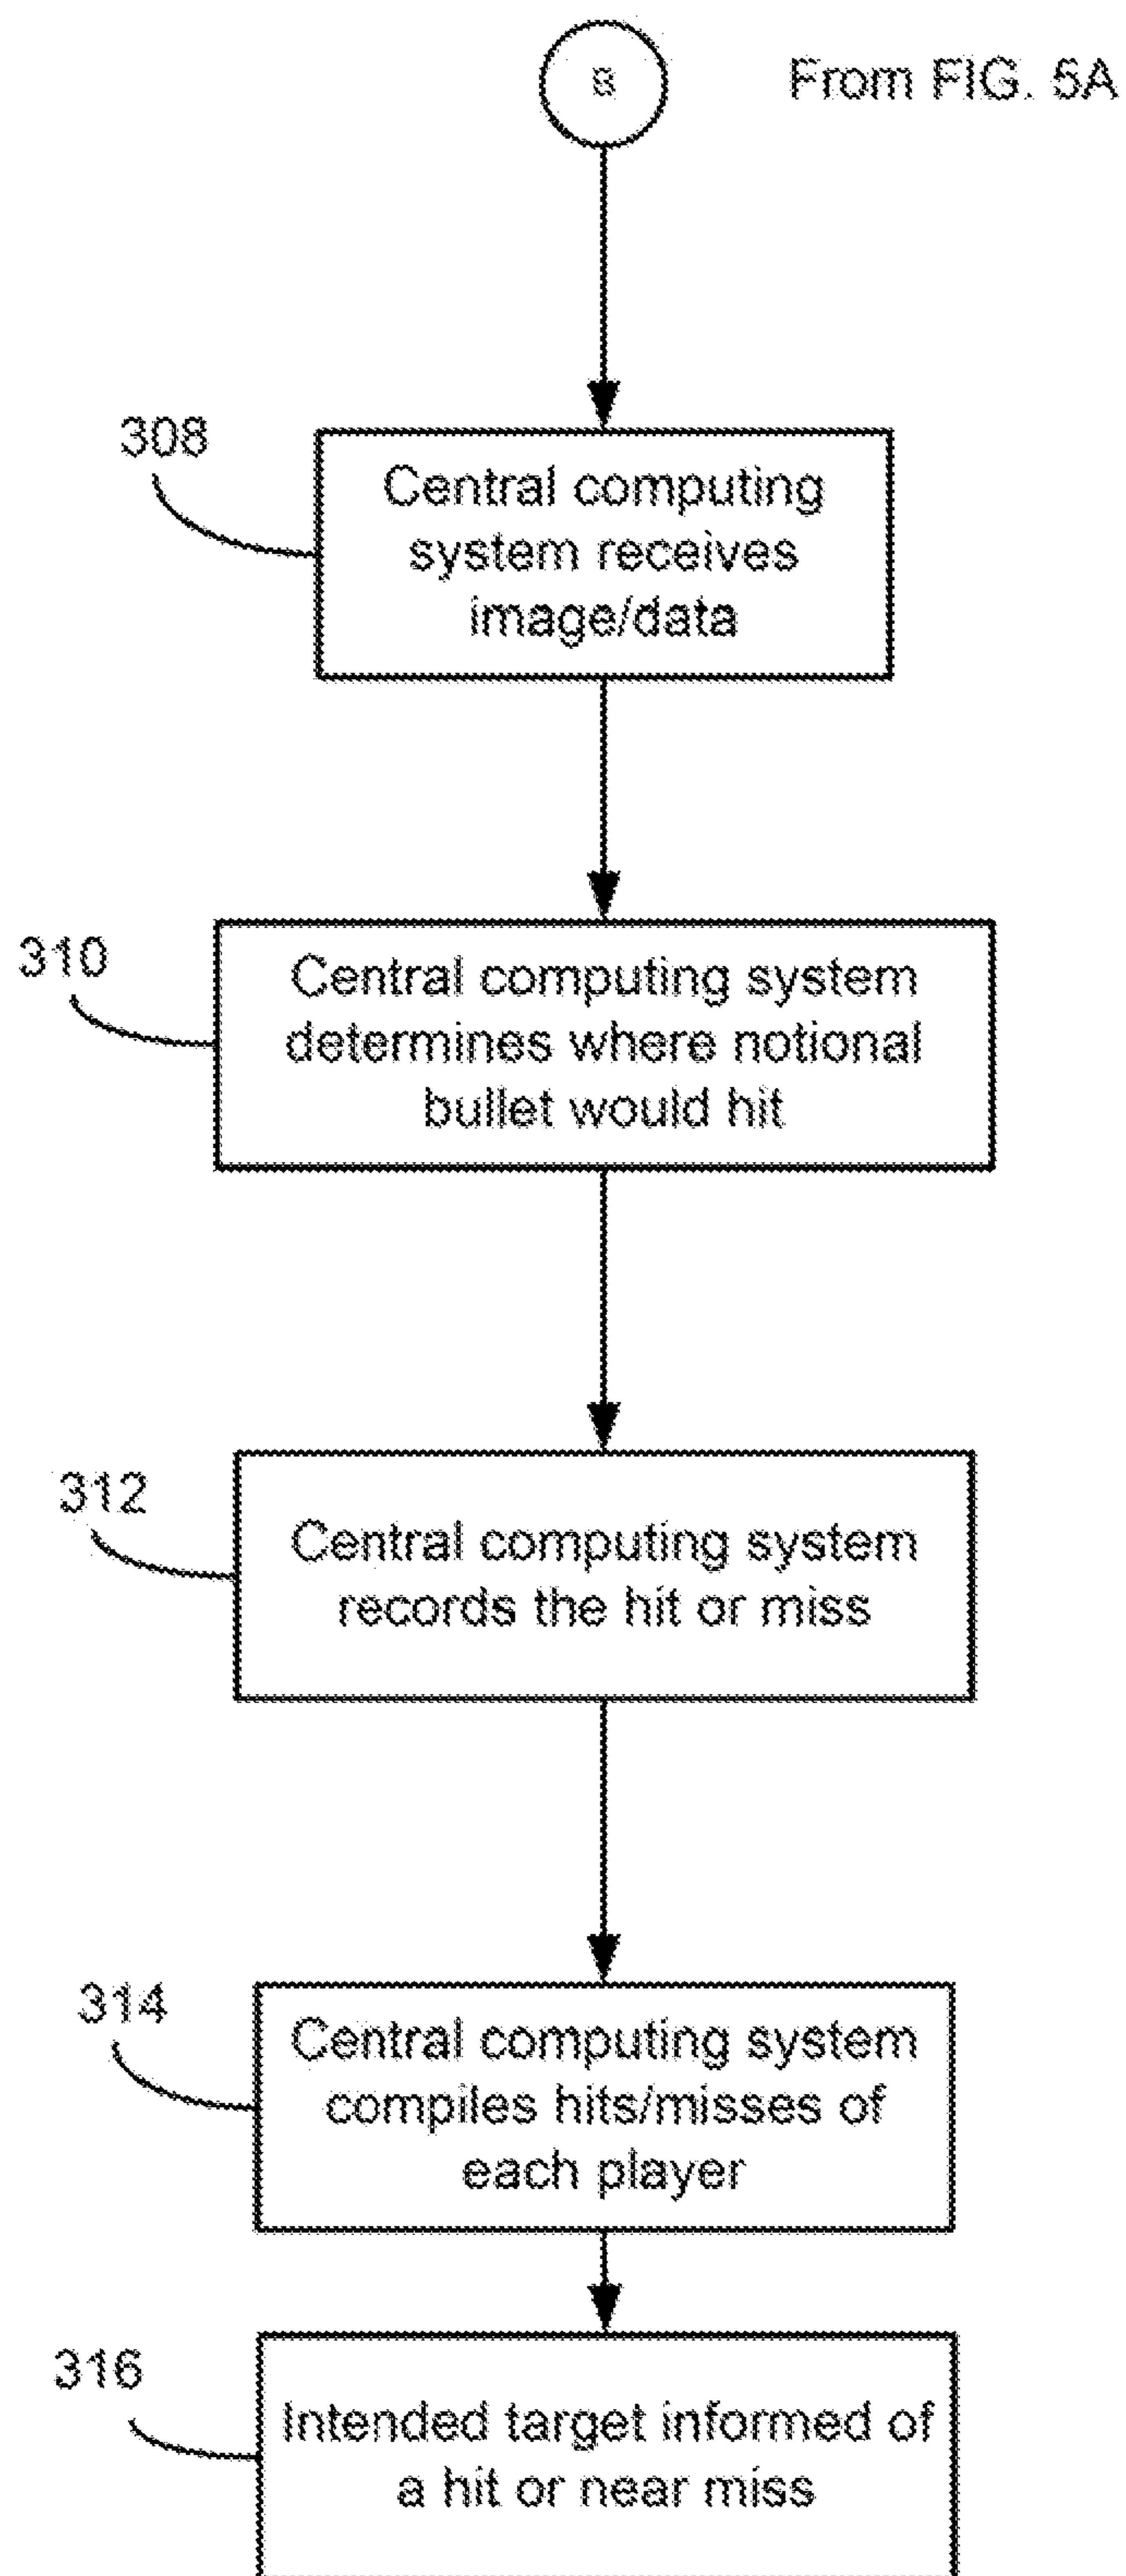 B
From FIG. 5A
308
Central computing
system receives
image/data
310
Central computing system
determines where notional
bullet would hit
312
Central computing system
records the hit or miss
314
Central computing system
compiles hits/misses of
each player
316
Intended target informed of
a hit or near miss